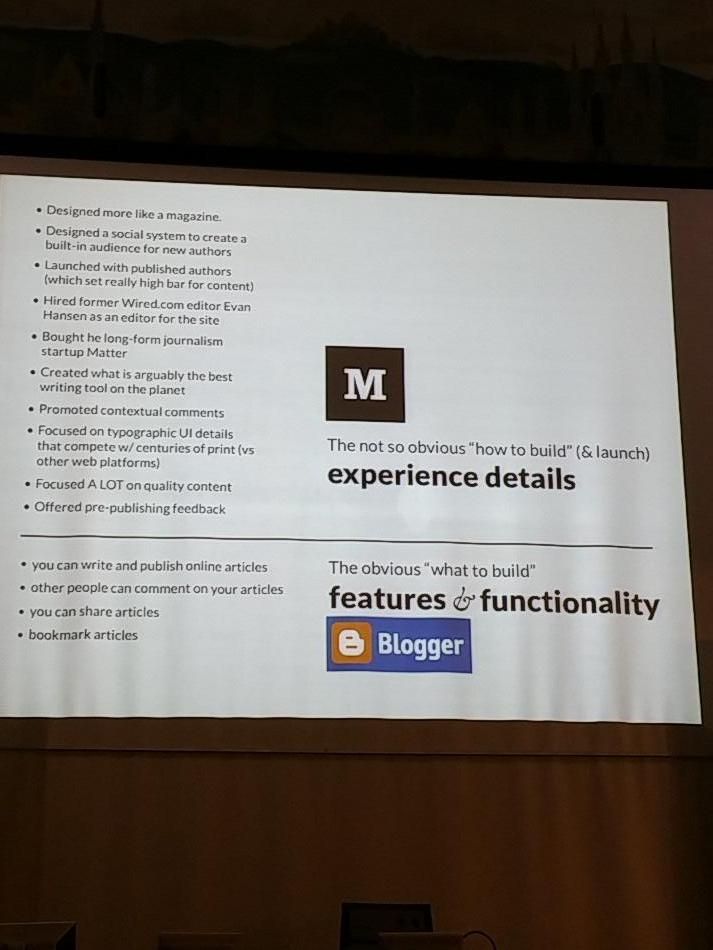 • Designed more like a magazine.
• Designed a social system to create a
built-in audience for new authors
• Launched with published authors
(which set really high bar for content)
• Hired former Wired.com editor Evan
Hansen as an editor for the site
• Bought he long-form journalism
startup Matter
• Created what is arguably the best
writing tool on the planet
• Promoted contextual comments
• Focused on typographic UI details
that compete w/ centuries of print (vs
other web platforms)
• Focused A LOT on quality content
• Offered pre-publishing feedback
M
The not so obvious “how to build” (& launch)
experience details
• you can write and publish online articles
• other people can comment on your articles
• you can share articles
• bookmark articles
The obvious “what to build”
features & functionality
B Blogger